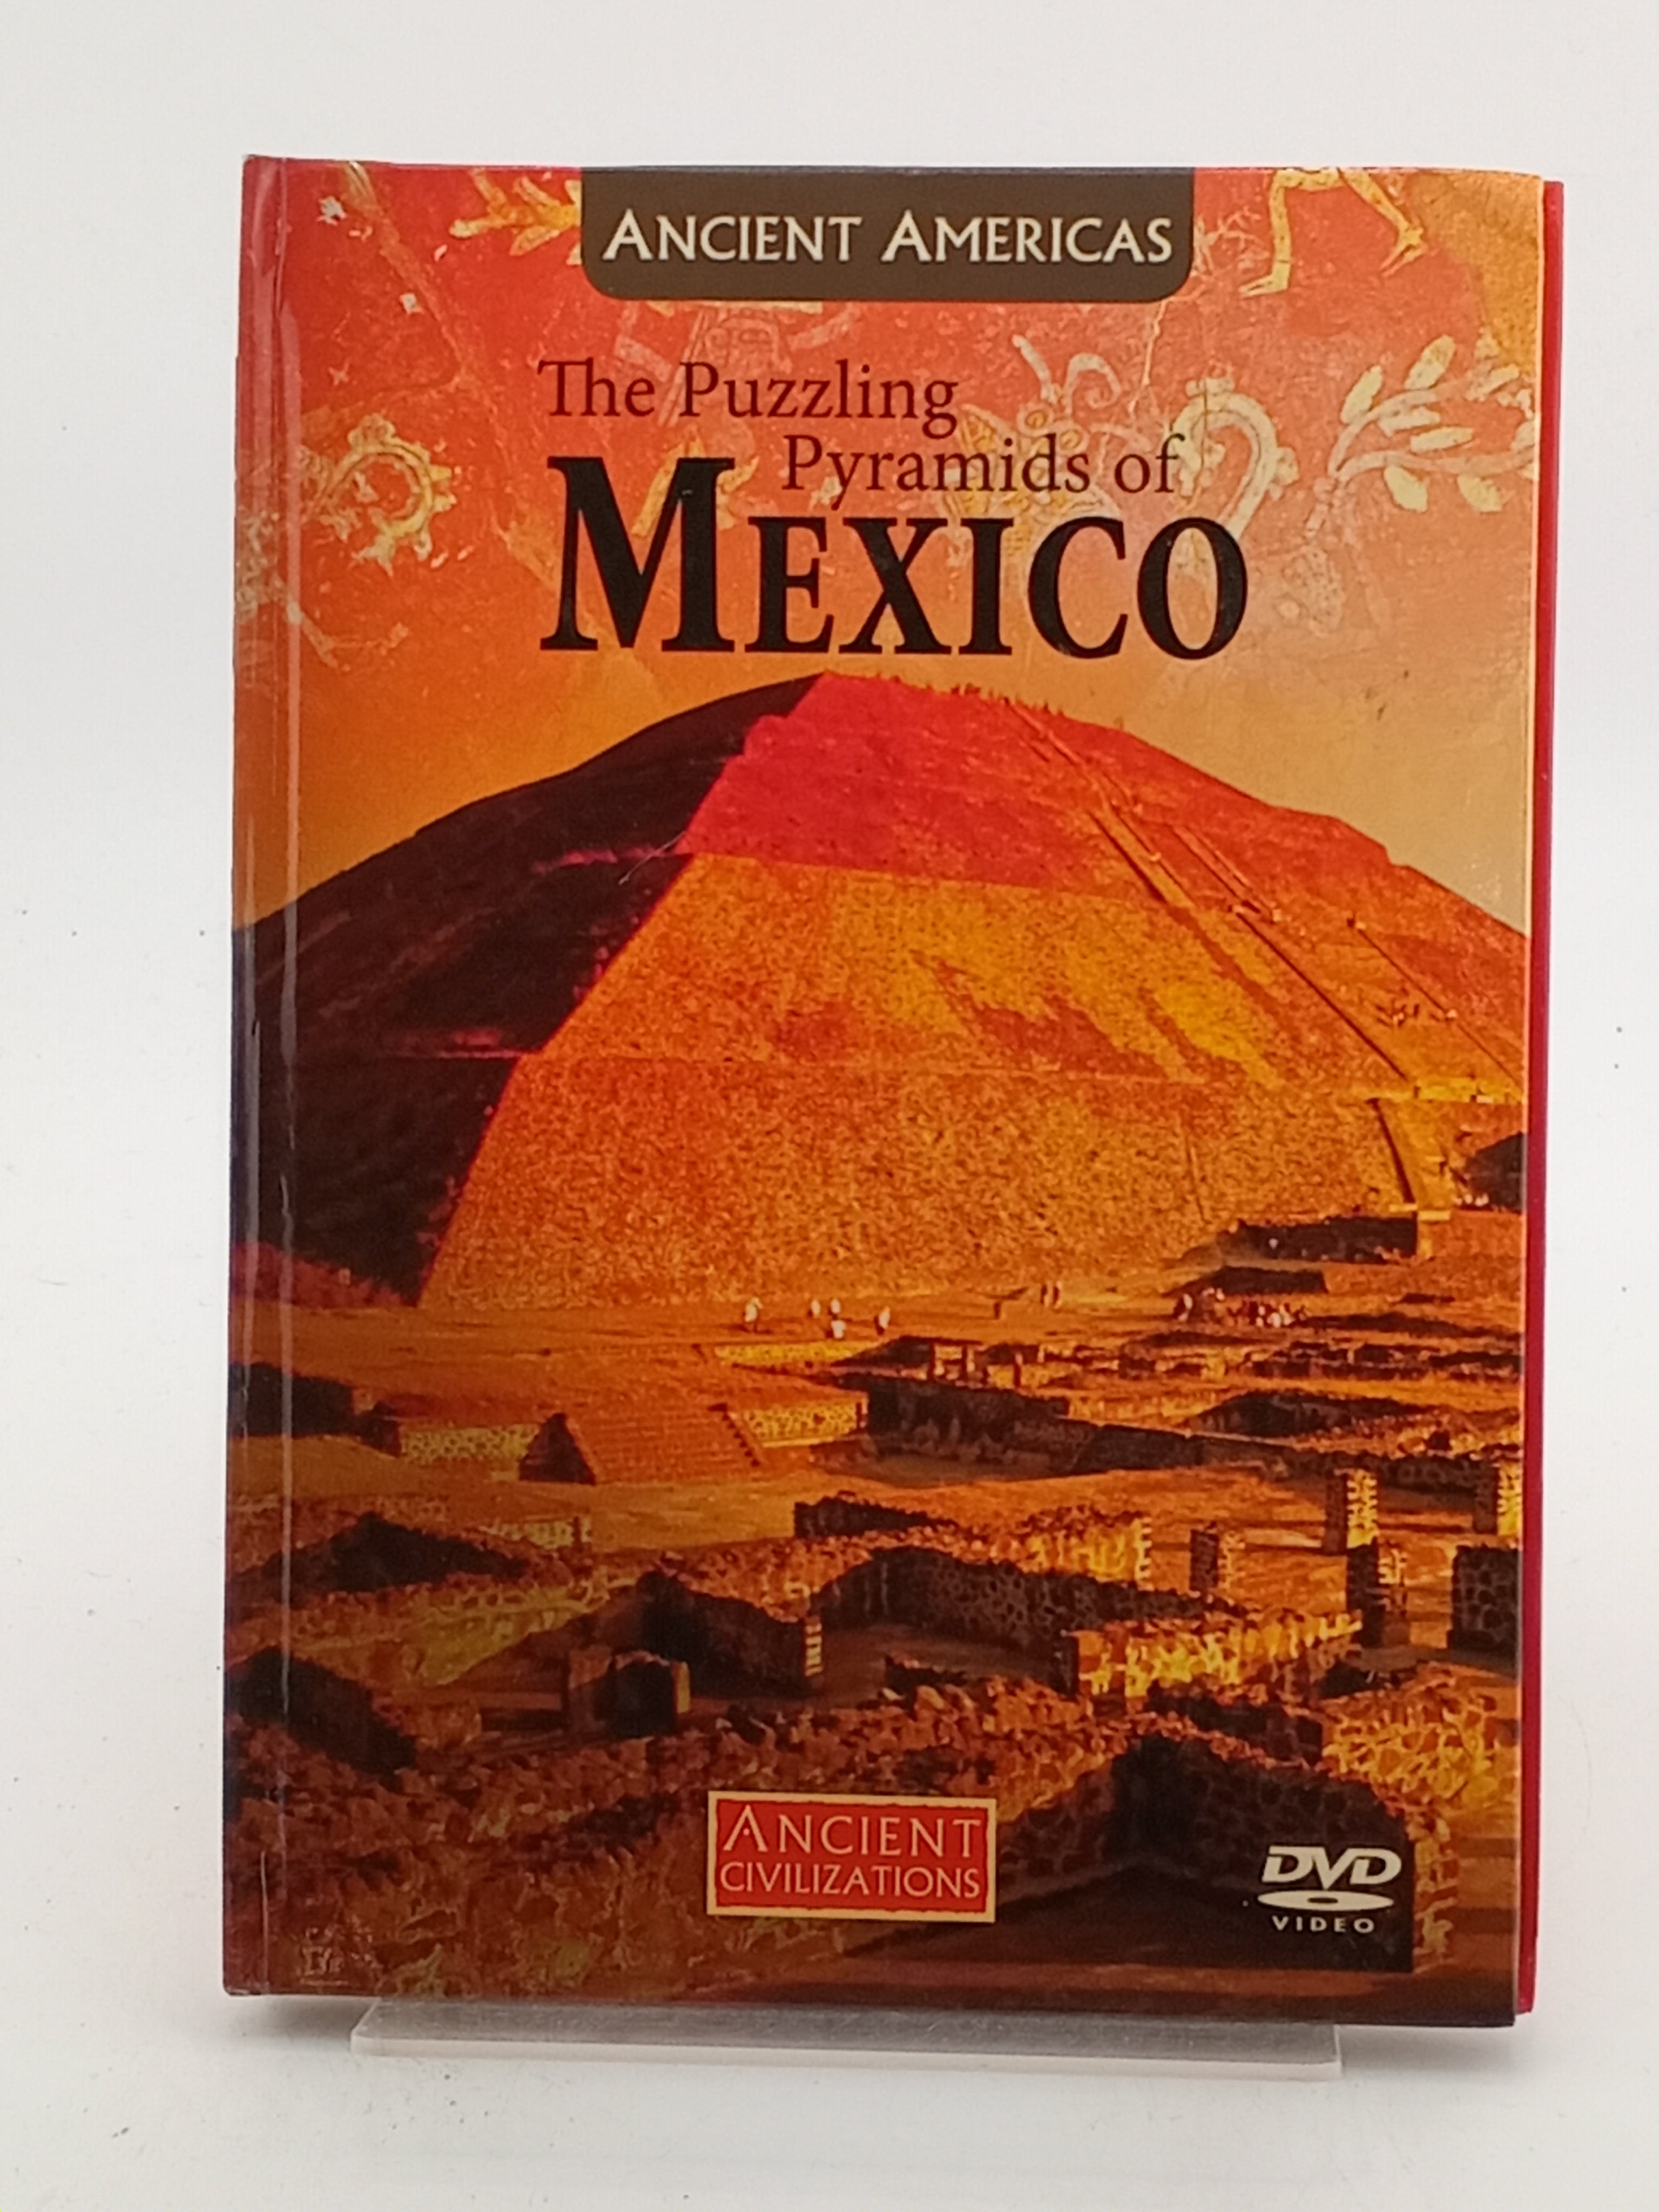 ANCIENT AMERICAS
The Puzzling
Pyramids of
MEXICO
ANCIENT
CIVILIZATIONS
DVD
VIDEO